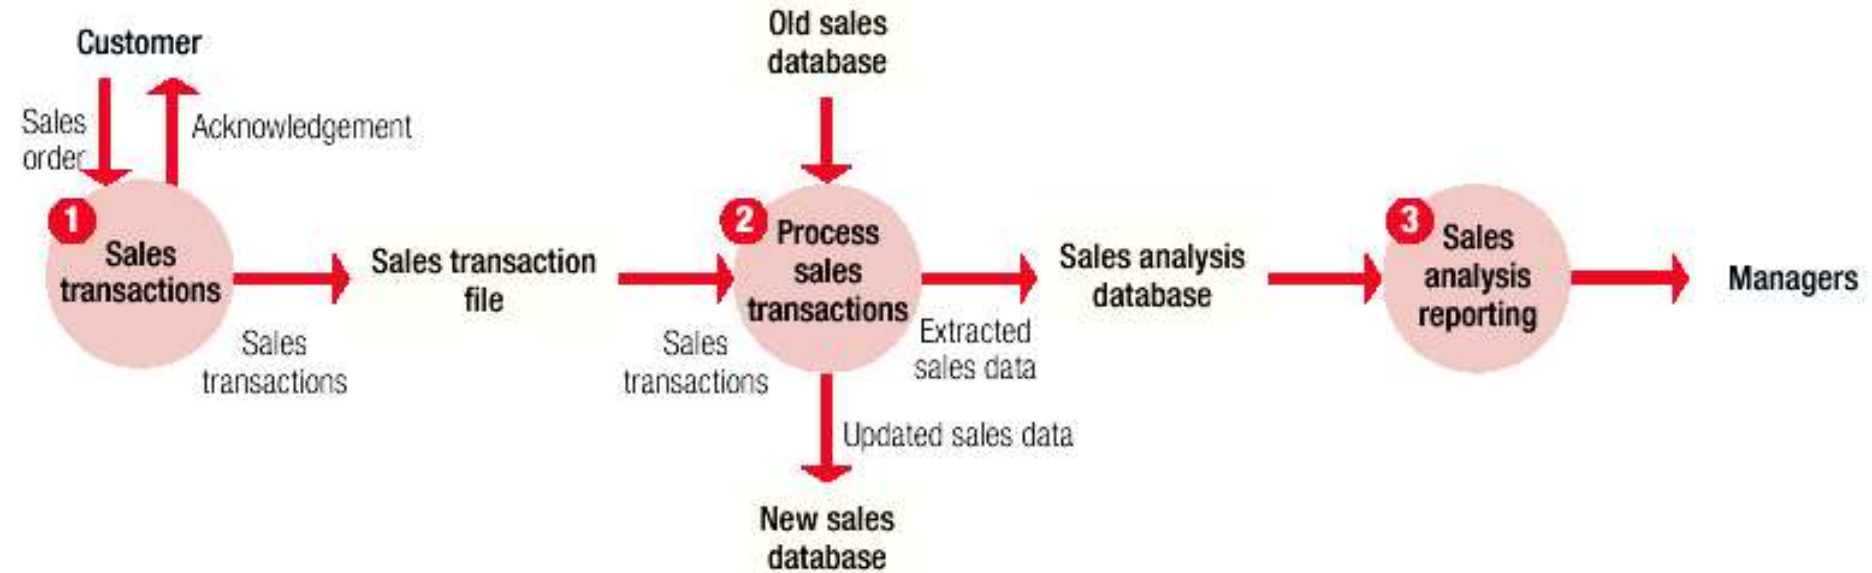 Customer
Sales
order
Acknowledgement
1
Sales
transactions
Sales
transactions
Sales transaction
file
Sales
transactions
Old sales
database
2
Process
sales
transactions
Extracted
sales data
Updated sales data
New sales
database
Sales analysis
database
3
Sales
analysis
reporting
Managers